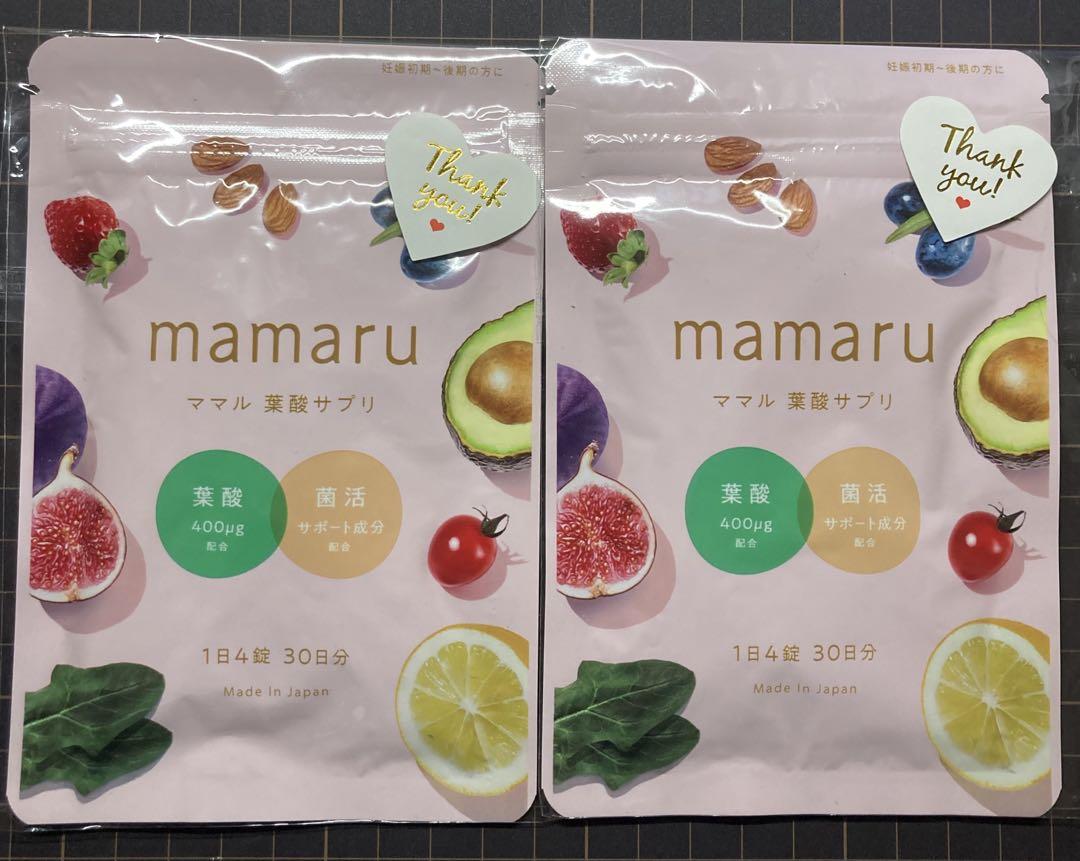 妊娠初期~後期の方に
Thank
you!
mamaru
ママル 葉酸サプリ
葉酸
400μg
配合
菌活
サポート成分
配合
1日4錠 30日分
Made In Japan
妊娠初期~後期の方に
Thank
you!
mamaru
ママル 葉酸サプリ
葉酸
400μg
配合
菌活
サポート成分
配合
1日4錠 30日分
Made In Japan